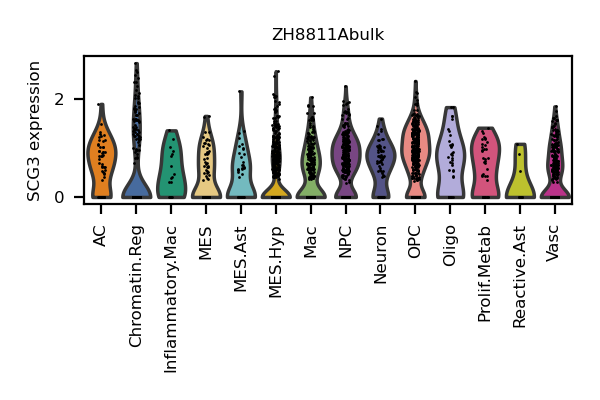 ZH8811Abulk
SCG3 expression
2
0
AC
Chromatin.Reg
Inflammatory.Mac
MES
MES.Ast
MES.Hyp
Mac
NPC
Neuron
OPC
Oligo
Prolif.Metab
Reactive.Ast
Vasc